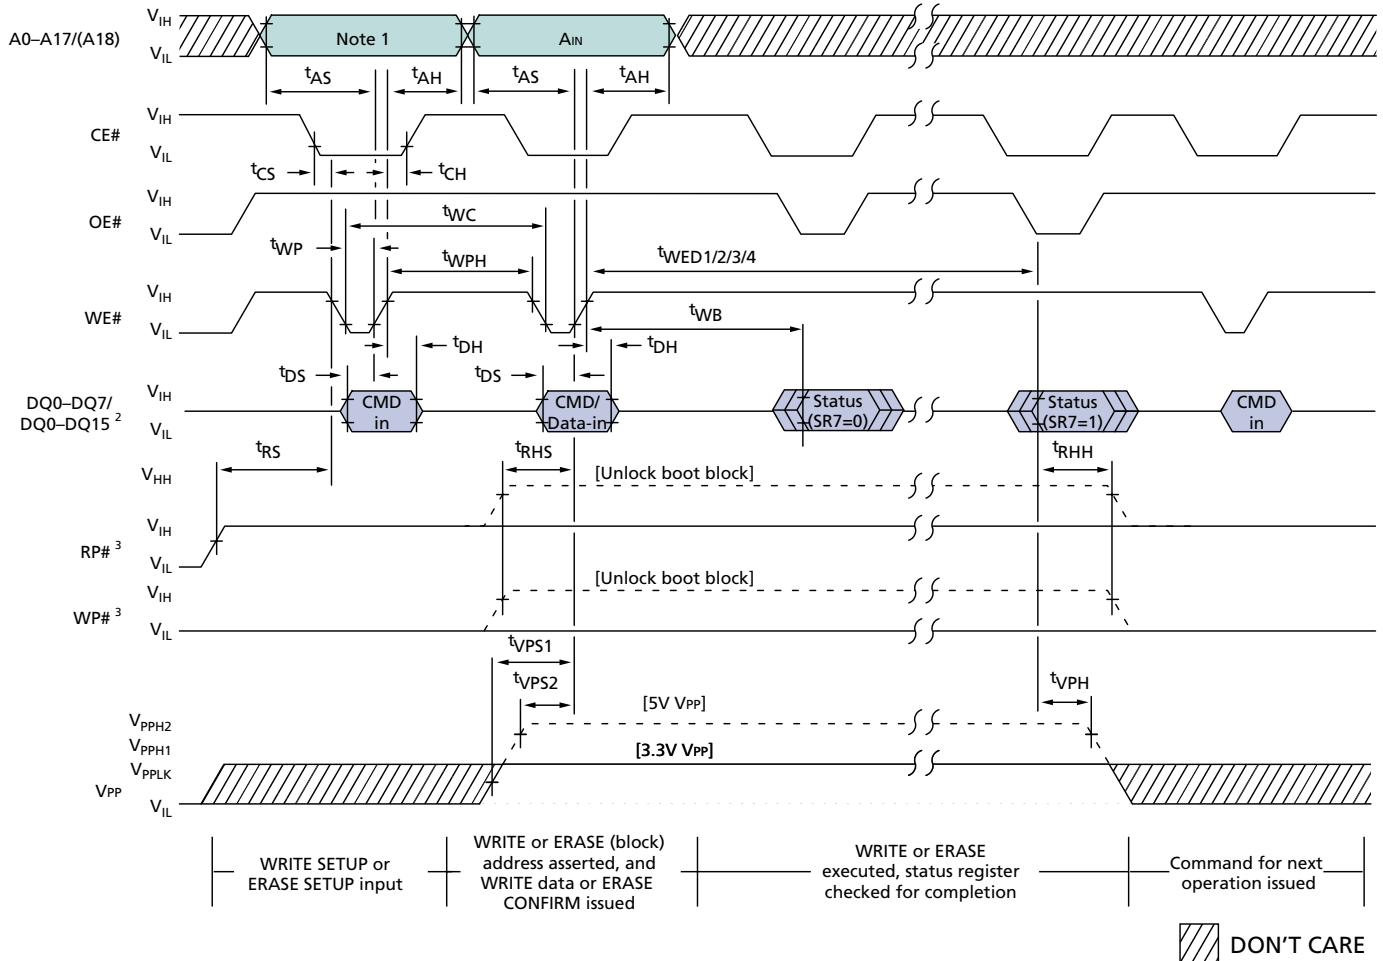 A0–A17/(A18)
VIH
VIL
Note 1
AIN
tAS
tAH
tAS
tAH
CE#
VIH
VIL
tCS
tCH
OE#
VIH
VIL
tWC
tWP
tWPH
tWED1/2/3/4
WE#
VIH
VIL
tWB
tDH
tDH
tDS
tDS
DQ0–DQ7/
DQ0–DQ15 2
VIH
VIL
CMD
in
CMD/
Data-in
Status
(SR7=0)
Status
(SR7=1)
CMD
in
tRS
tRHS
tRHH
VHH
[Unlock boot block]
RP# 3
VIH
VIL
[Unlock boot block]
WP# 3
VIH
VIL
tVPS1
tVPS2
tVPH
VPPH2
[5V VPP]
VPPH1
[3.3V VPP]
VPPLK
VPP
VIL
WRITE SETUP or
ERASE SETUP input
WRITE or ERASE (block)
address asserted, and
WRITE data or ERASE
CONFIRM issued
WRITE or ERASE
executed, status register
checked for completion
Command for next
operation issued
DON'T CARE